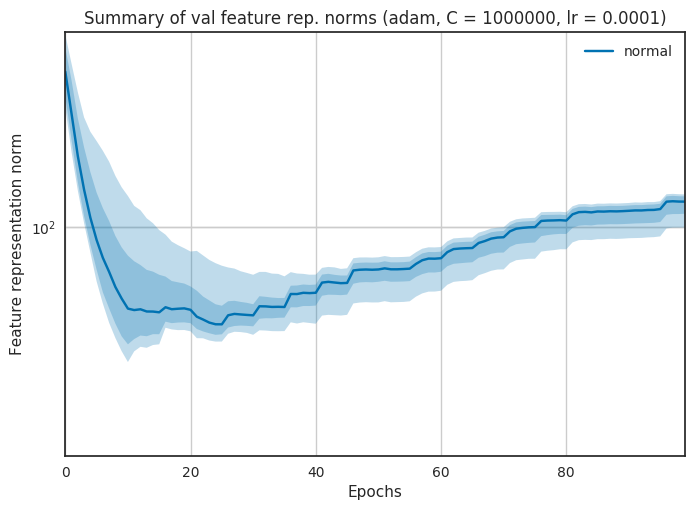 Summary of val feature rep. norms (adam, C = 1000000, lr = 0.0001)
normal
Feature representation norm
10²
0 20 40 60 80
Epochs